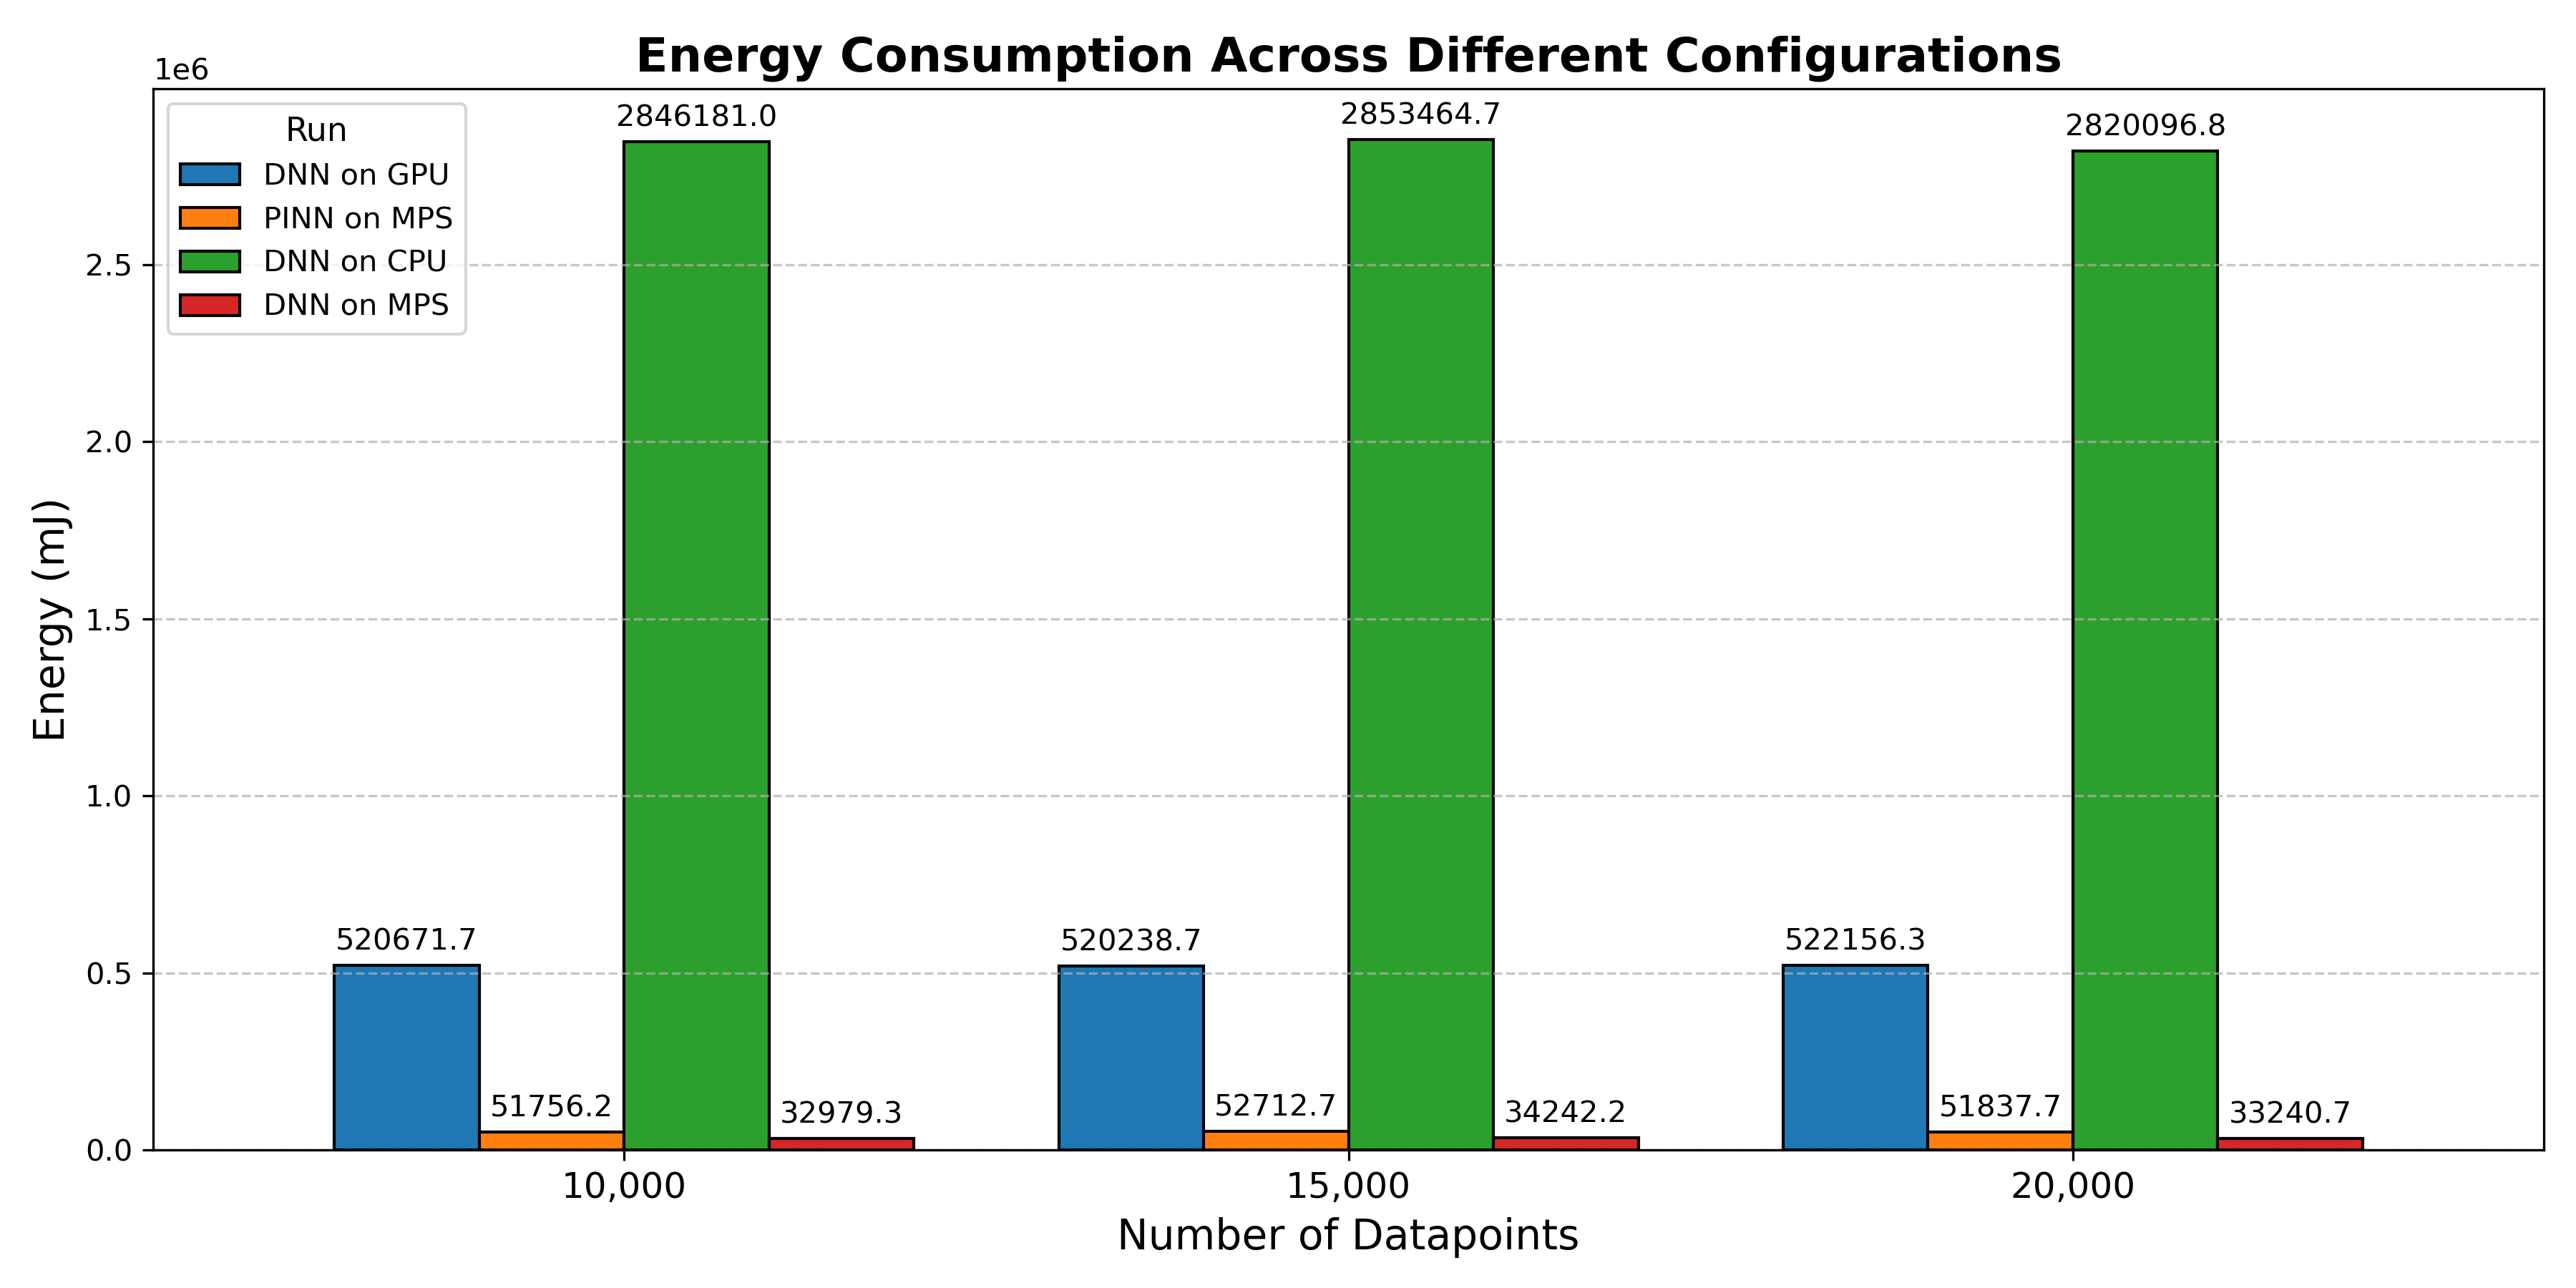 Energy Consumption Across Different Configurations
1e6
Run
DNN on GPU
PINN on MPS
DNN on CPU
DNN on MPS
Energy (mJ)
2.5
2.0
1.5
1.0
0.5
0.0
520671.7
51756.2
2846181.0
32979.3
520238.7
52712.7
2853464.7
34242.2
522156.3
51837.7
2820096.8
33240.7
10,000
15,000
20,000
Number of Datapoints